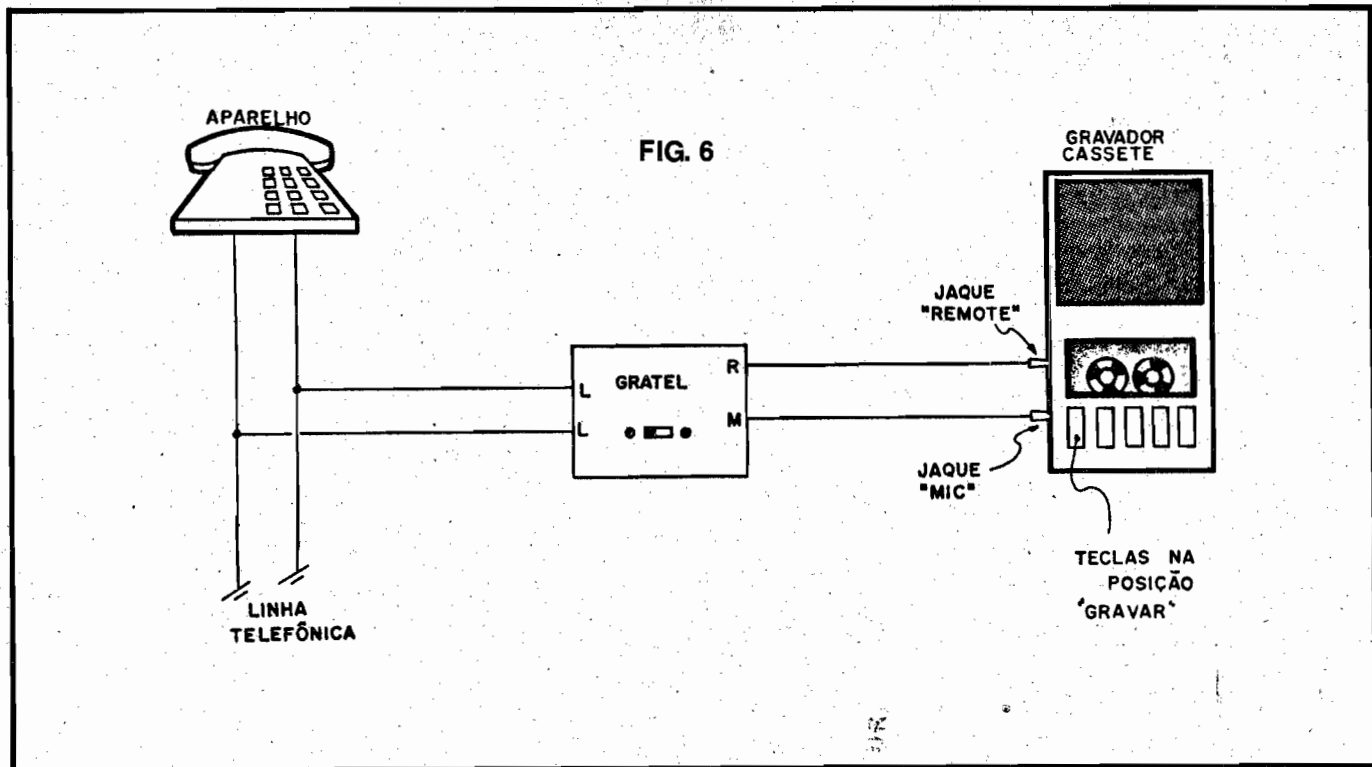 APARELHO
FIG. 6
GRAVADOR
CASSETE
JAQUE
"REMOTE"
L
GRATEL
R
L
M
JAQUE
"MIC"
TECLAS NA
POSIÇÃO
"GRAVAR"
LINHA
TELEFÔNICA